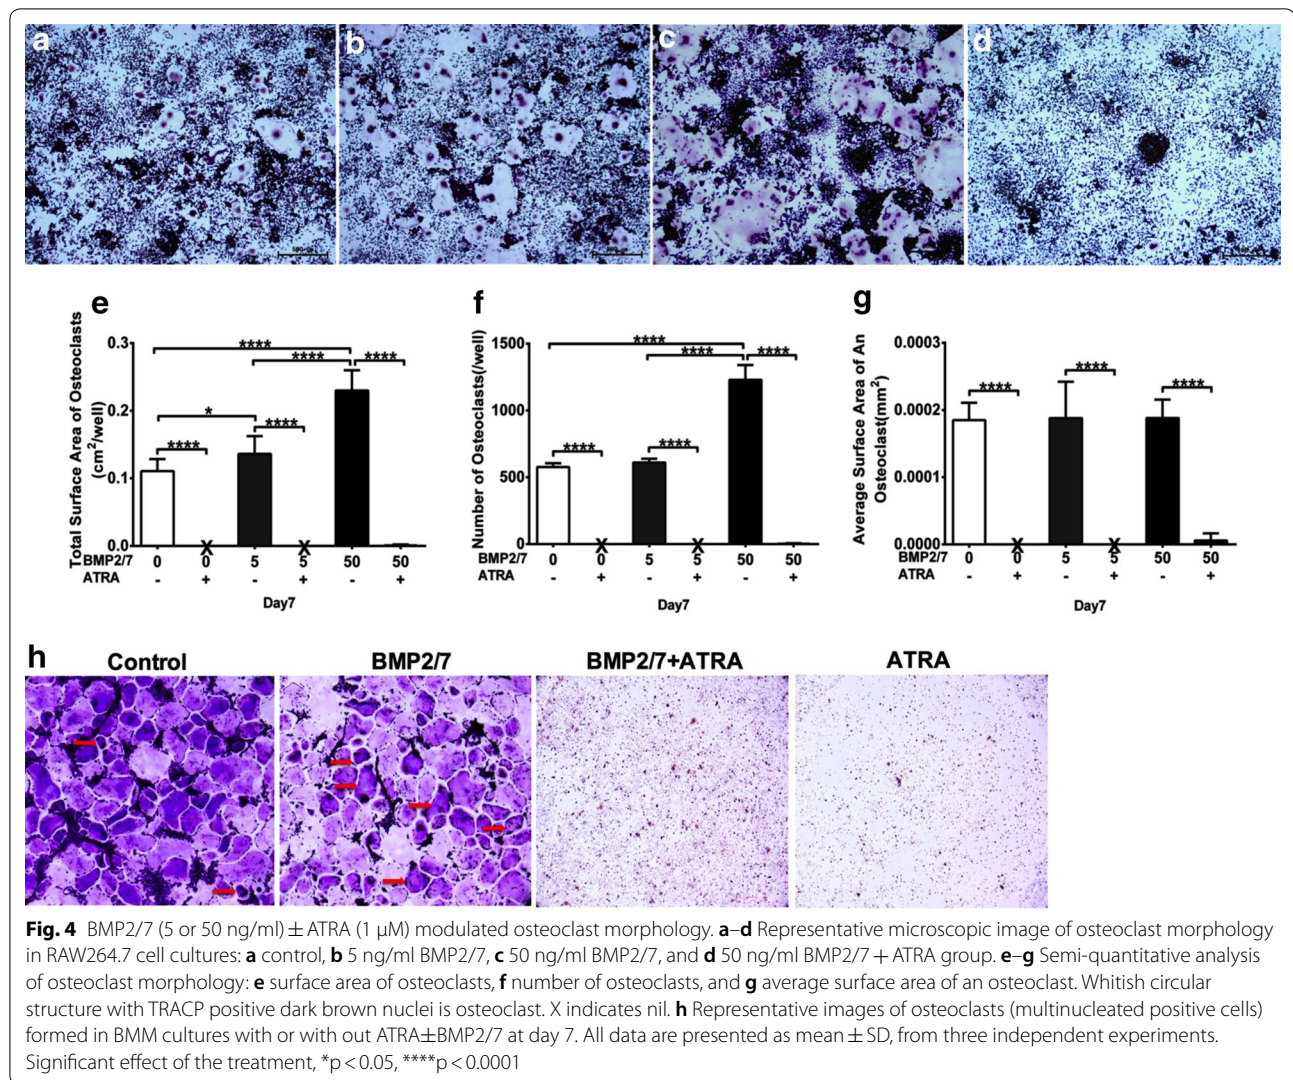 a
b
c
d
e
Total Surface Area of Osteoclasts
(cm²/well)
0.3
0.2
0.1
0.0
****
**** ****
*
**** ****
X X
BMP2/7 0 0 5 5 50 50
ATRA - + - + - +
Day7
f
Number of Osteoclasts(/well)
1500
1000
500
0
****
**** ****
**** ****
X X
BMP2/7 0 0 5 5 50 50
ATRA - + - + - +
Day7
g
Average Surface Area of An
Osteoclast(mm²)
0.0003
0.0002
0.0001
0.0000
**** **** ****
X X
BMP2/7 0 0 5 5 50 50
ATRA - + - + - +
Day7
h
Control BMP2/7 BMP2/7+ATRA ATRA
Fig. 4 BMP2/7 (5 or 50 ng/ml) ± ATRA (1 μM) modulated osteoclast morphology. a–d Representative microscopic image of osteoclast morphology
in RAW264.7 cell cultures: a control, b 5 ng/ml BMP2/7, c 50 ng/ml BMP2/7, and d 50 ng/ml BMP2/7 + ATRA group. e–g Semi-quantitative analysis
of osteoclast morphology: e surface area of osteoclasts, f number of osteoclasts, and g average surface area of an osteoclast. Whitish circular
structure with TRACP positive dark brown nuclei is osteoclast. X indicates nil. h Representative images of osteoclasts (multinucleated positive cells)
formed in BMM cultures with or with out ATRA±BMP2/7 at day 7. All data are presented as mean ± SD, from three independent experiments.
Significant effect of the treatment, *p < 0.05, ****p < 0.0001